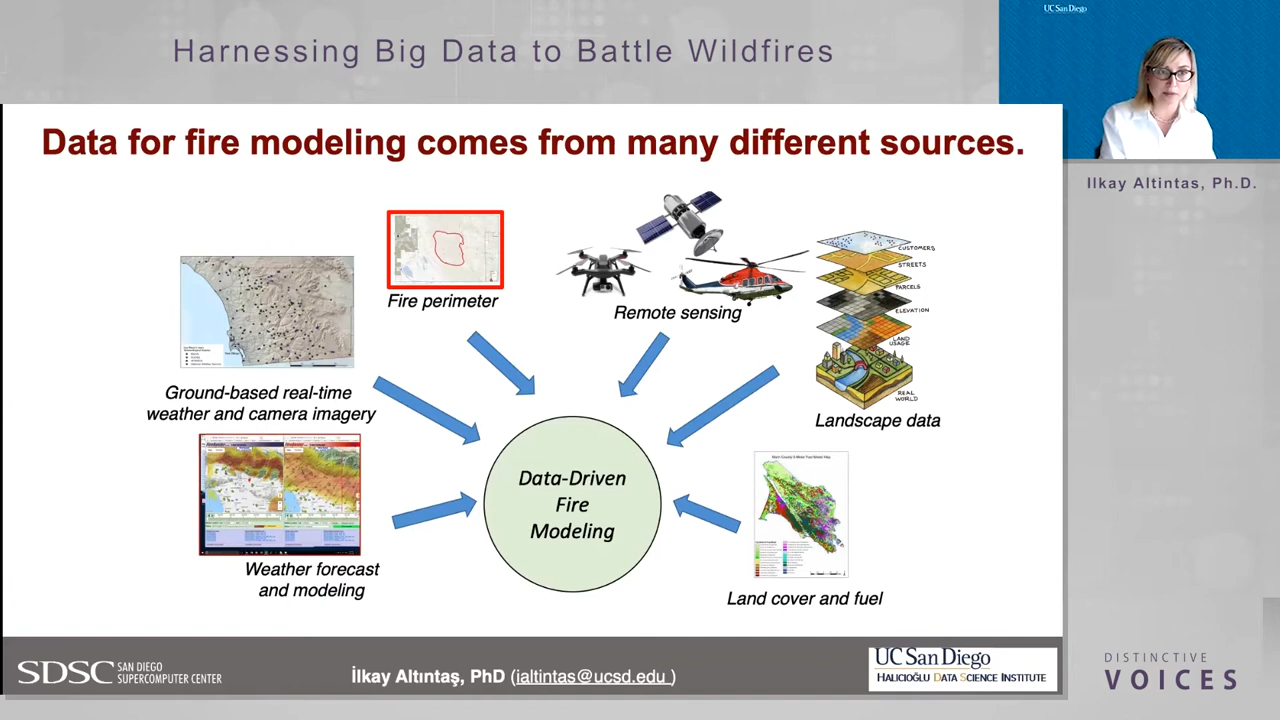 Harnessing Big Data to Battle Wildfires
UC San Diego
Ilkay Altintas, Ph.D.
Data for fire modeling comes from many different sources.
Fire perimeter
Remote sensing
CUSTOMERS
STREETS
PARCELS
ELEVATION
LAND
USAGE
REAL
WORLD
Landscape data
Ground-based real-time
weather and camera imagery
Data-Driven
Fire
Modeling
Weather forecast
and modeling
Land cover and fuel
SDSC SAN DIEGO
SUPERCOMPUTER CENTER
İlkay Altıntaş, PhD (ialtintas@ucsd.edu )
UC San Diego
HALICIOĞLU DATA SCIENCE INSTITUTE
DISTINCTIVE
VOICES